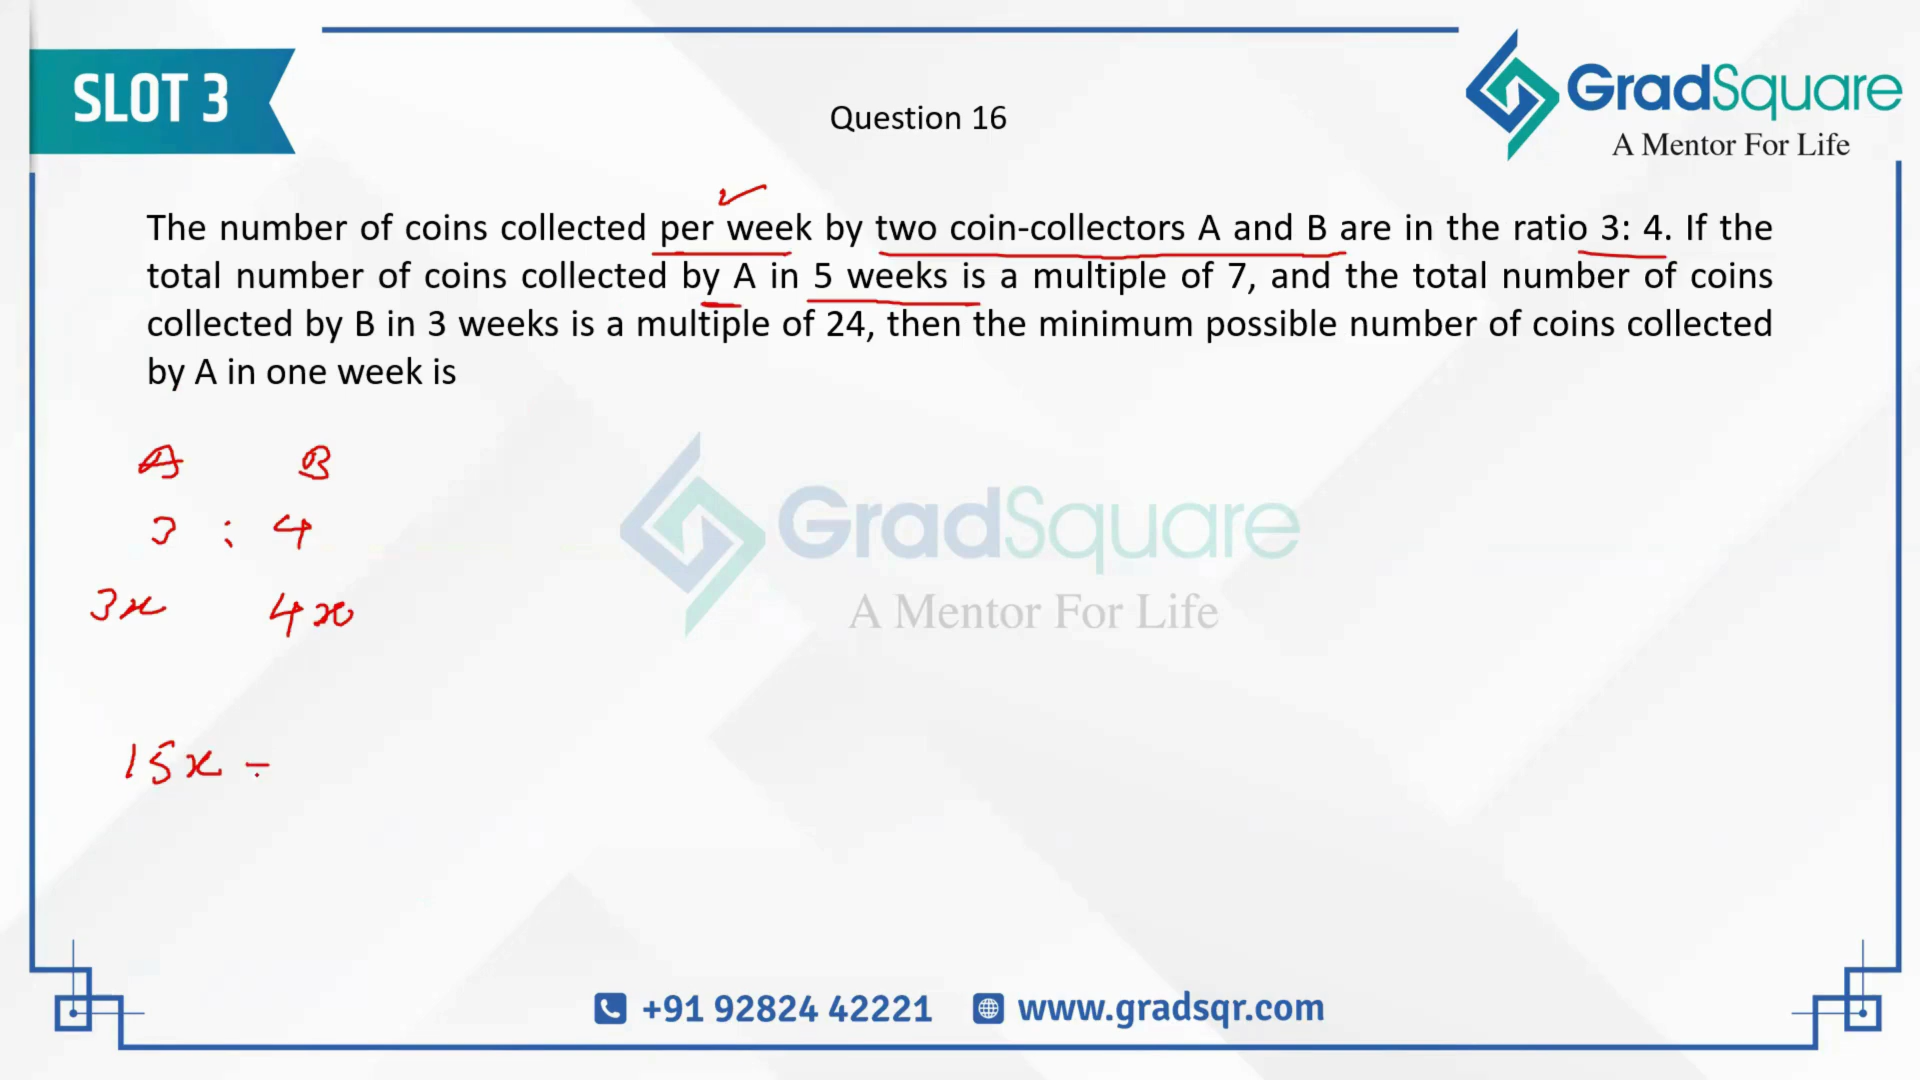 SLOT 3
Question 16
GradSquare
A Mentor For Life
The number of coins collected per week by two coin-collectors A and B are in the ratio 3: 4. If the
total number of coins collected by A in 5 weeks is a multiple of 7, and the total number of coins
collected by B in 3 weeks is a multiple of 24, then the minimum possible number of coins collected
by A in one week is
A B
3 : 4
3x 4x
15x -
GradSquare
A Mentor For Life
+91 92824 42221 www.gradsqr.com